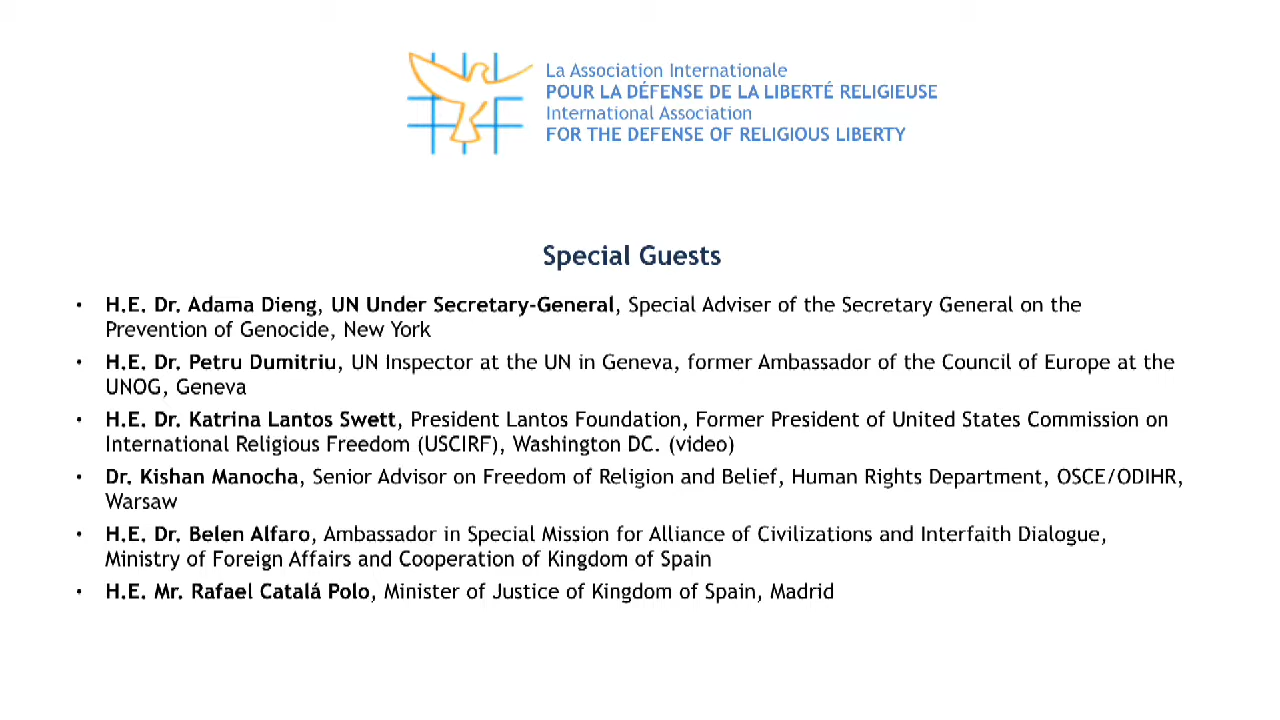 La Association Internationale
POUR LA DÉFENSE DE LA LIBERTÉ RELIGIEUSE
International Association
FOR THE DEFENSE OF RELIGIOUS LIBERTY
Special Guests
• H.E. Dr. Adama Dieng, UN Under Secretary-General, Special Adviser of the Secretary General on the
Prevention of Genocide, New York
• H.E. Dr. Petru Dumitriu, UN Inspector at the UN in Geneva, former Ambassador of the Council of Europe at the
UNOG, Geneva
• H.E. Dr. Katrina Lantos Swett, President Lantos Foundation, Former President of United States Commission on
International Religious Freedom (USCIRF), Washington DC. (video)
• Dr. Kishan Manocha, Senior Advisor on Freedom of Religion and Belief, Human Rights Department, OSCE/ODIHR,
Warsaw
• H.E. Dr. Belen Alfaro, Ambassador in Special Mission for Alliance of Civilizations and Interfaith Dialogue,
Ministry of Foreign Affairs and Cooperation of Kingdom of Spain
• H.E. Mr. Rafael Catalá Polo, Minister of Justice of Kingdom of Spain, Madrid